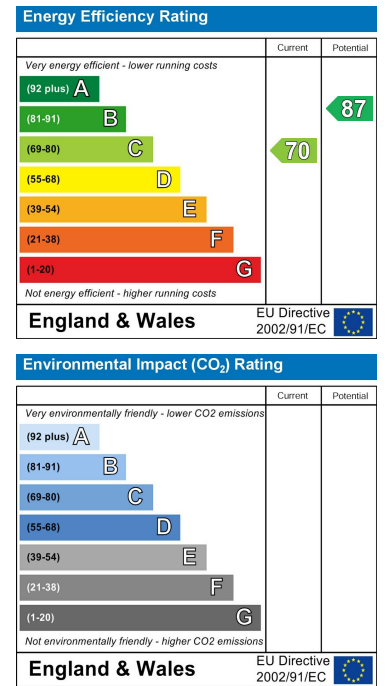 Energy Efficiency Rating
Current Potential
Very energy efficient - lower running costs
(92 plus) A
(81-91) B
87
(69-80) C
70
(55-68) D
(39-54) E
(21-38) F
(1-20) G
Not energy efficient - higher running costs
England & Wales
EU Directive
2002/91/EC
Environmental Impact (CO₂) Rating
Current Potential
Very environmentally friendly - lower CO2 emissions
(92 plus) A
(81-91) B
(69-80) C
(55-68) D
(39-54) E
(21-38) F
(1-20) G
Not environmentally friendly - higher CO2 emissions
England & Wales
EU Directive
2002/91/EC